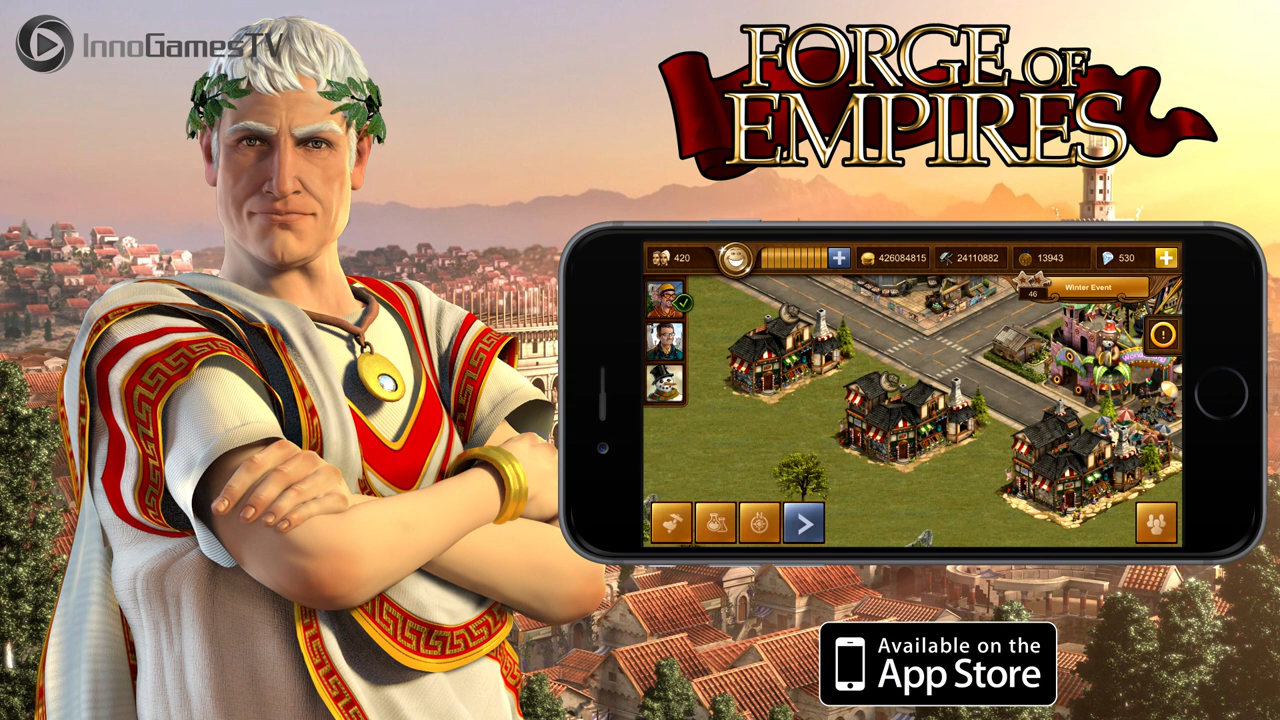 InnoGamesTV
FORGE OF
EMPIRES
420
426084815
24110882
13943
530
46
Winter Event
Available on the
App Store